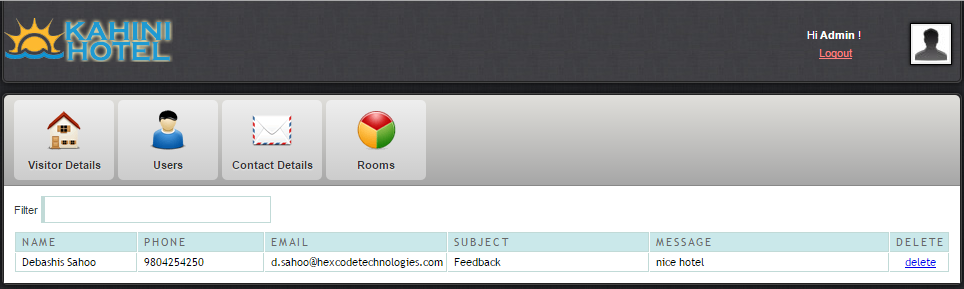 KAHINI
HOTEL
Hi Admin !
Logout
Visitor Details
Users
Contact Details
Rooms
Filter
NAME PHONE EMAIL SUBJECT MESSAGE DELETE
Debashis Sahoo 9804254250 d.sahoo@hexcodetechnologies.com Feedback nice hotel delete